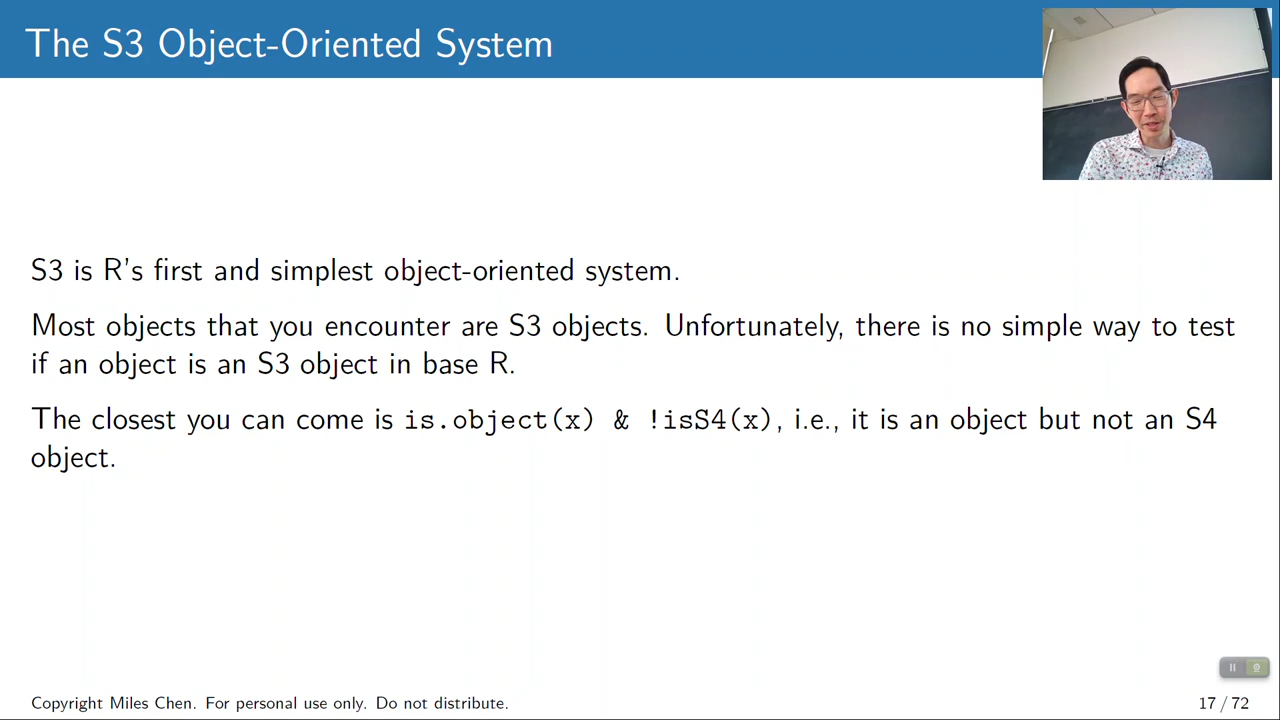 The S3 Object-Oriented System
S3 is R's first and simplest object-oriented system.
Most objects that you encounter are S3 objects. Unfortunately, there is no simple way to test
if an object is an S3 object in base R.
The closest you can come is is.object(x) & !isS4(x), i.e., it is an object but not an S4
object.
Copyright Miles Chen. For personal use only. Do not distribute.
17 / 72